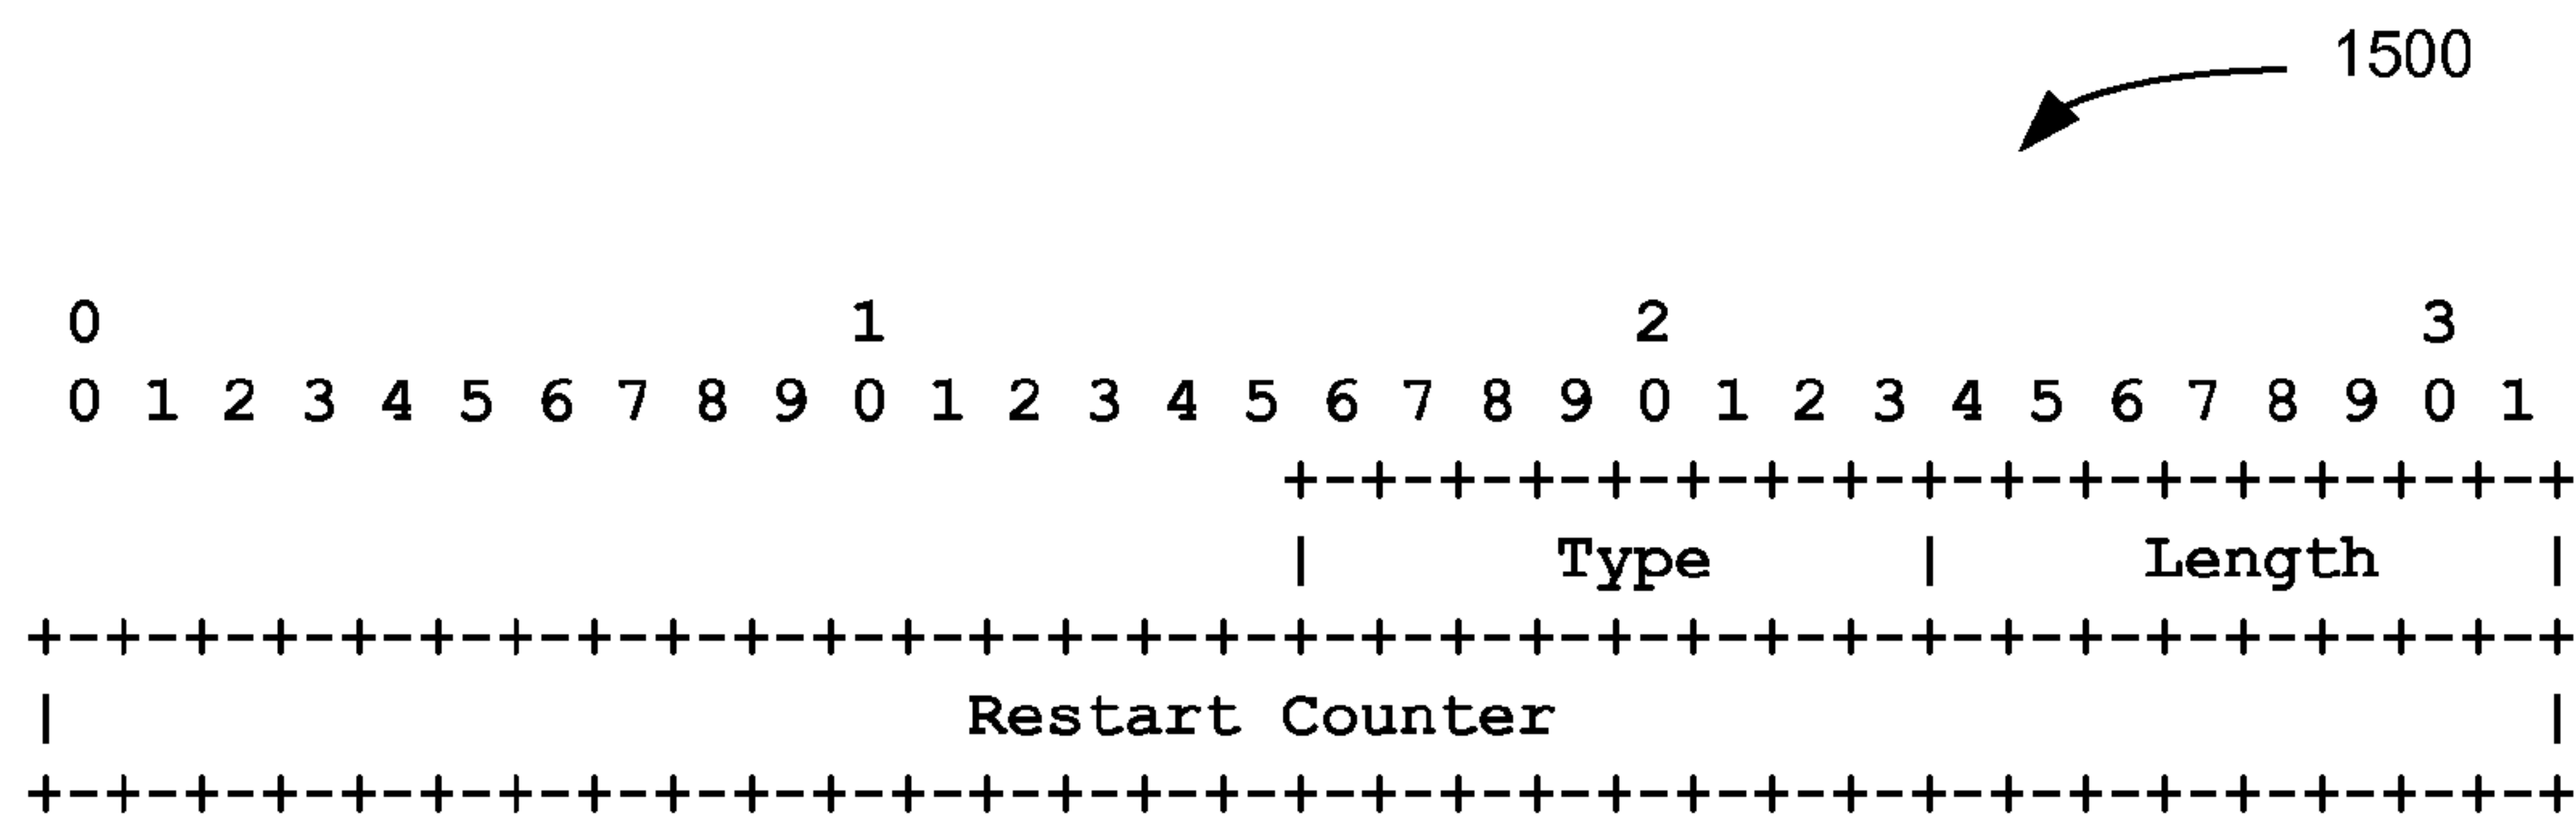 1500
0 1 2 3
0 1 2 3 4 5 6 7 8 9 0 1 2 3 4 5 6 7 8 9 0 1 2 3 4 5 6 7 8 9 0 1
+-+-+-+-+-+-+-+-+-+-+-+-+-+-+-+-+
| Type | Length |
+-+-+-+-+-+-+-+-+-+-+-+-+-+-+-+-+-+-+-+-+-+-+-+-+-+-+-+-+-+-+-+-+
| Restart Counter |
+-+-+-+-+-+-+-+-+-+-+-+-+-+-+-+-+-+-+-+-+-+-+-+-+-+-+-+-+-+-+-+-+